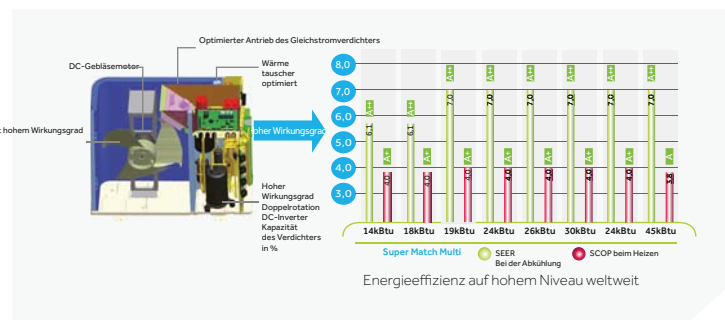 Optimierter Antrieb des Gleichstromverdichters
DC-Gebläsemotor
Wärme
tauscher
optimiert
t hohem Wirkungsgrad
hoher Wirkungsgrad
Hoher
Wirkungsgrad
Doppelrotation
DC-Inverter
Kapazität
des Verdichters
in %
8,0
7,0
6,0
5,0
4,0
3,0
A++
A++
A++
A++
A++
A++
A++
A++
6.1
6.1
7.0
7,0
7,0
7,0
7,0
7,0
A+
A+
A+
A+
A+
A+
A+
A
4.0
4.0
4.0
4,0
4,0
4,0
4,0
3,8
14kBtu 18kBtu 19kBtu 24kBtu 26kBtu 30kBtu 24kBtu 45kBtu
Super Match Multi
SEER
Bei der Abkühlung
SCOP beim Heizen
Energieeffizienz auf hohem Niveau weltweit